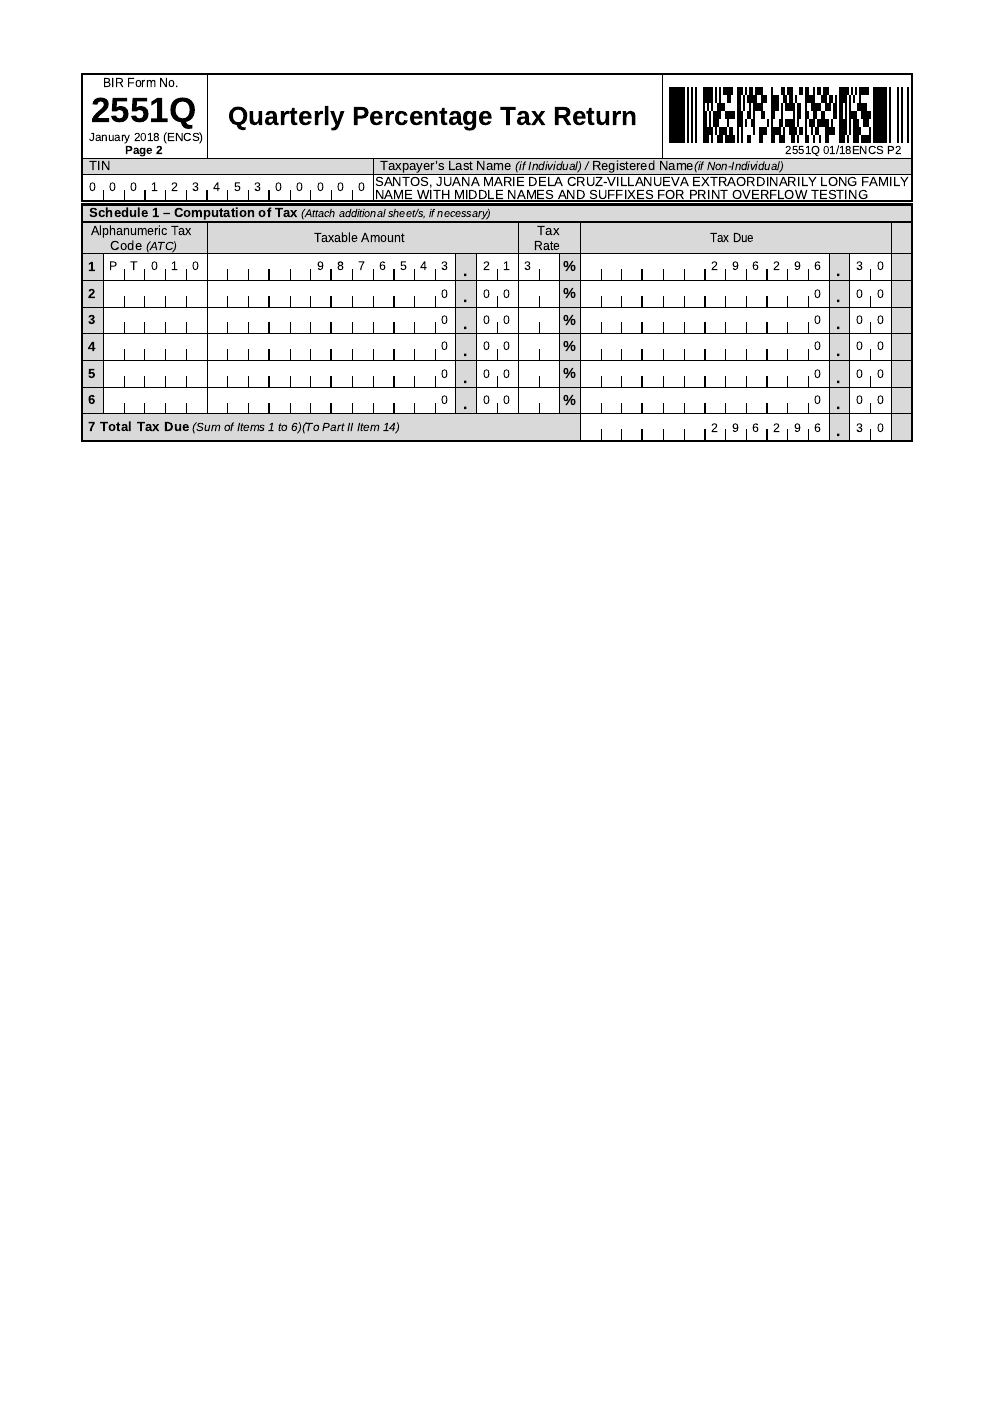 BIR Form No.
2551Q
January 2018 (ENCS)
Page 2
Quarterly Percentage Tax Return
2551Q 01/18ENCS P2
TIN
0 0 0 1 2 3 4 5 3 0 0 0 0 0
Taxpayer's Last Name (if Individual) / Registered Name(if Non-Individual)
SANTOS, JUANA MARIE DELA CRUZ-VILLANUEVA EXTRAORDINARILY LONG FAMILY
NAME WITH MIDDLE NAMES AND SUFFIXES FOR PRINT OVERFLOW TESTING
Schedule 1 – Computation of Tax (Attach additional sheet/s, if necessary)
Alphanumeric Tax
Code (ATC)
Taxable Amount
Tax
Rate
Tax Due
1 P T 0 1 0 9 8 7 6 5 4 3 . 2 1 3 % 2 9 6 2 9 6 . 3 0
2 0 . 0 0 % 0 . 0 0
3 0 . 0 0 % 0 . 0 0
4 0 . 0 0 % 0 . 0 0
5 0 . 0 0 % 0 . 0 0
6 0 . 0 0 % 0 . 0 0
7 Total Tax Due (Sum of Items 1 to 6)(To Part II Item 14) 2 9 6 2 9 6 . 3 0